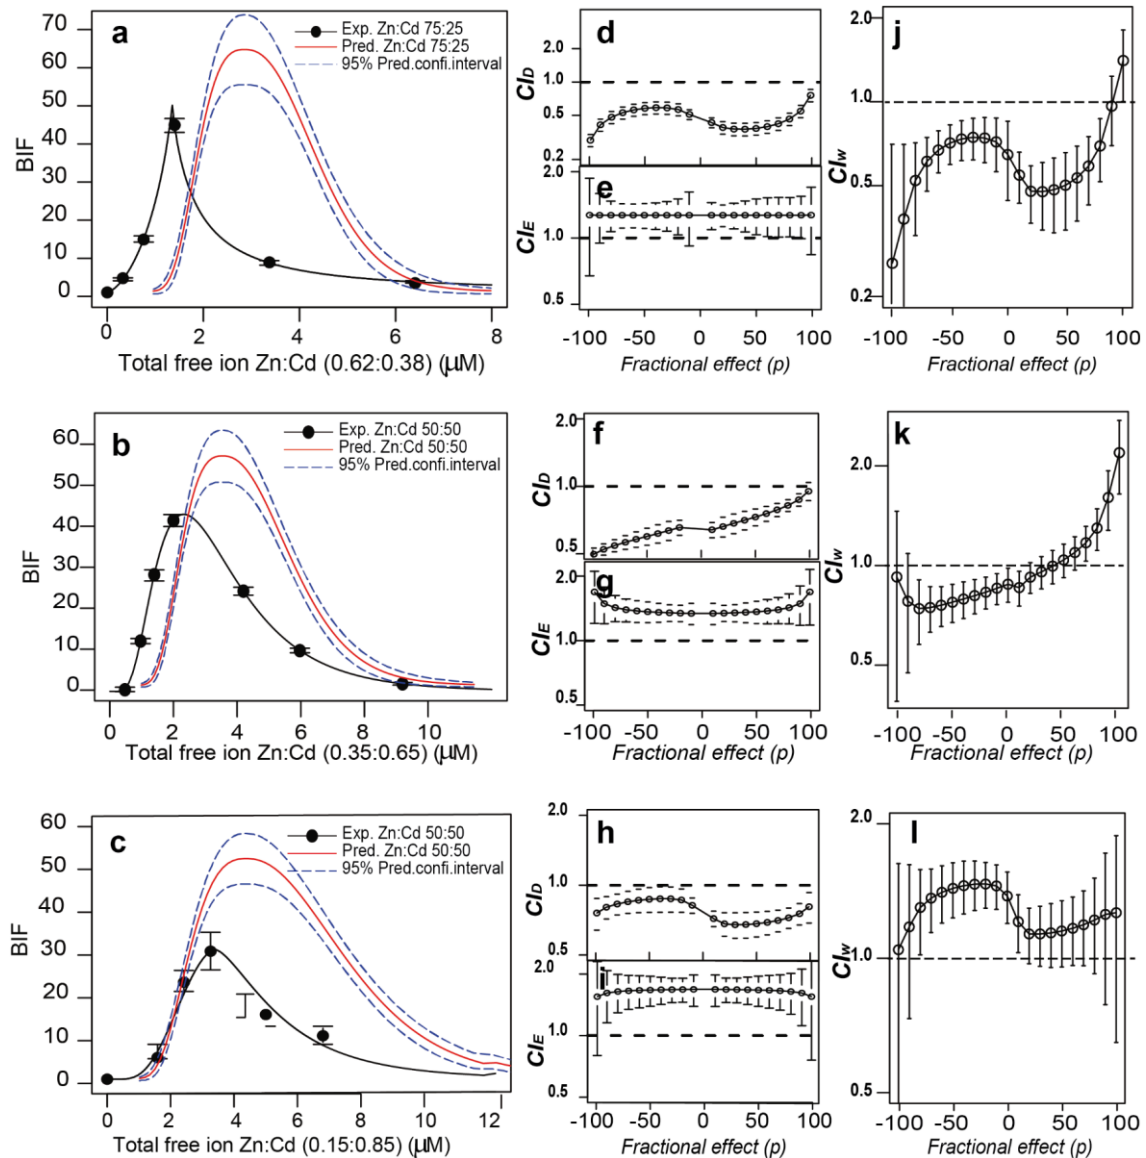 a
Exp. Zn:Cd 75:25
Pred. Zn:Cd 75:25
95% Pred.confi.interval
BIF
70
60
50
40
30
20
10
0
0 2 4 6 8
Total free ion Zn:Cd (0.62:0.38) (µM)
d
CID
2.0
1.0
0.5
0.2
e
CIE
2.0
1.0
0.5
-100 -50 0 50 100
Fractional effect (p)
j
CIw
1.0
0.5
0.2
-100 -50 0 50 100
Fractional effect (p)
b
Exp. Zn:Cd 50:50
Pred. Zn:Cd 50:50
95% Pred.confi.interval
BIF
60
50
40
30
20
10
0
0 2 4 6 8 10
Total free ion Zn:Cd (0.35:0.65) (µM)
f
CID
2.0
1.0
0.5
g
CIE
2.0
1.0
0.5
-100 -50 0 50 100
Fractional effect (p)
k
CIw
2.0
1.0
0.5
-100 -50 0 50 100
Fractional effect (p)
c
Exp. Zn:Cd 50:50
Pred. Zn:Cd 50:50
95% Pred.confi.interval
BIF
60
50
40
30
20
10
0
0 2 4 6 8 10 12
Total free ion Zn:Cd (0.15:0.85) (µM)
h
CID
2.0
1.0
0.5
i
CIE
2.0
1.0
0.5
-100 -50 0 50 100
Fractional effect (p)
l
CIw
2.0
1.0
0.5
-100 -50 0 50 100
Fractional effect (p)